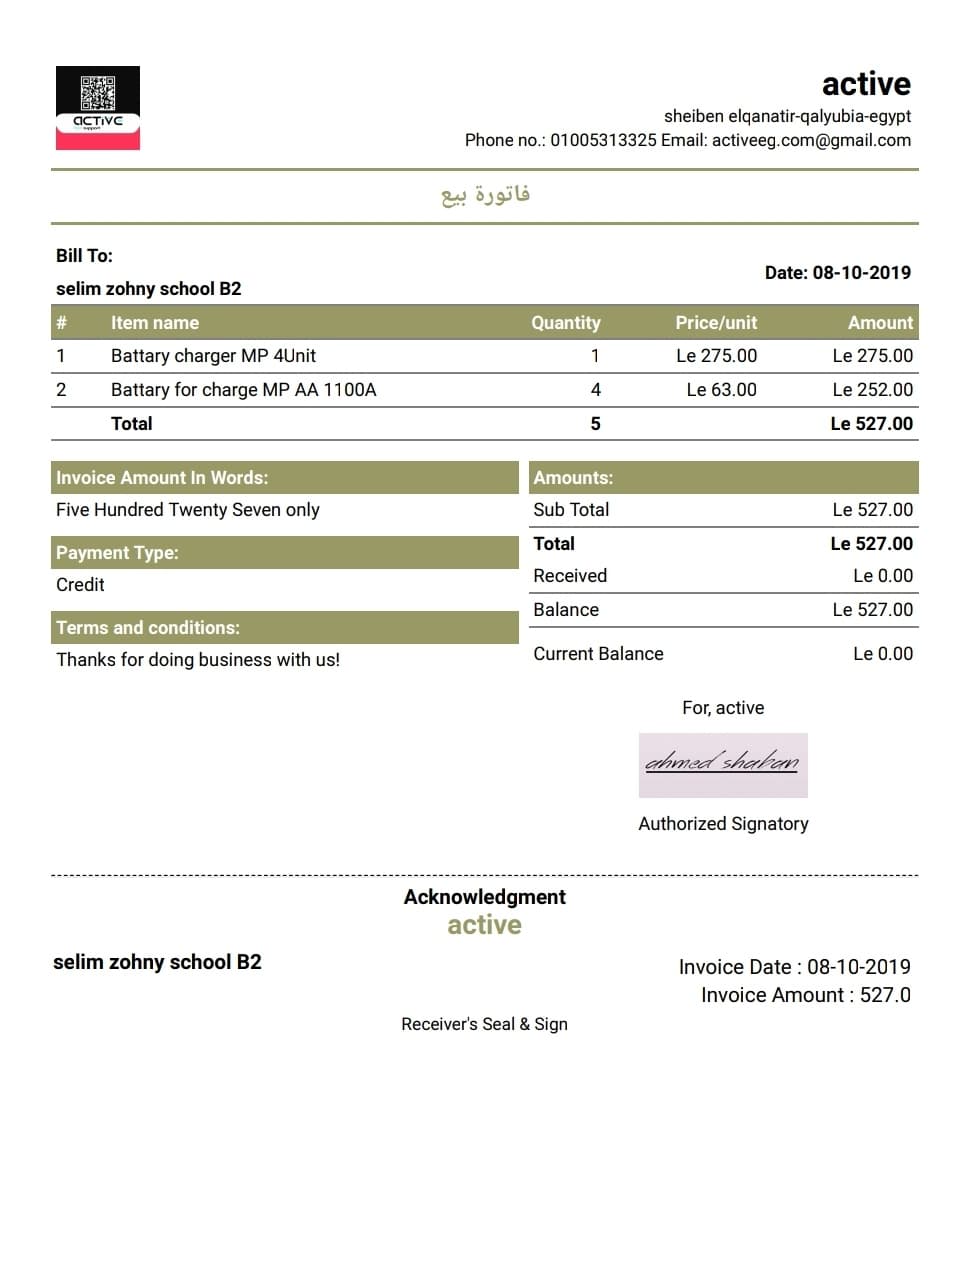 ACTIVE
support
active
sheiben elqanatir-qalyubia-egypt
Phone no.: 01005313325 Email: activeeg.com@gmail.com
فاتورة بيع
Bill To:
selim zohny school B2
Date: 08-10-2019
# Item name Quantity Price/unit Amount
1 Battary charger MP 4Unit 1 Le 275.00 Le 275.00
2 Battary for charge MP AA 1100A 4 Le 63.00 Le 252.00
Total 5 Le 527.00
Invoice Amount In Words:
Five Hundred Twenty Seven only
Payment Type:
Credit
Terms and conditions:
Thanks for doing business with us!
Amounts:
Sub Total Le 527.00
Total Le 527.00
Received Le 0.00
Balance Le 527.00
Current Balance Le 0.00
For, active
ahmed shaban
Authorized Signatory
Acknowledgment
active
selim zohny school B2
Invoice Date : 08-10-2019
Invoice Amount : 527.0
Receiver's Seal & Sign